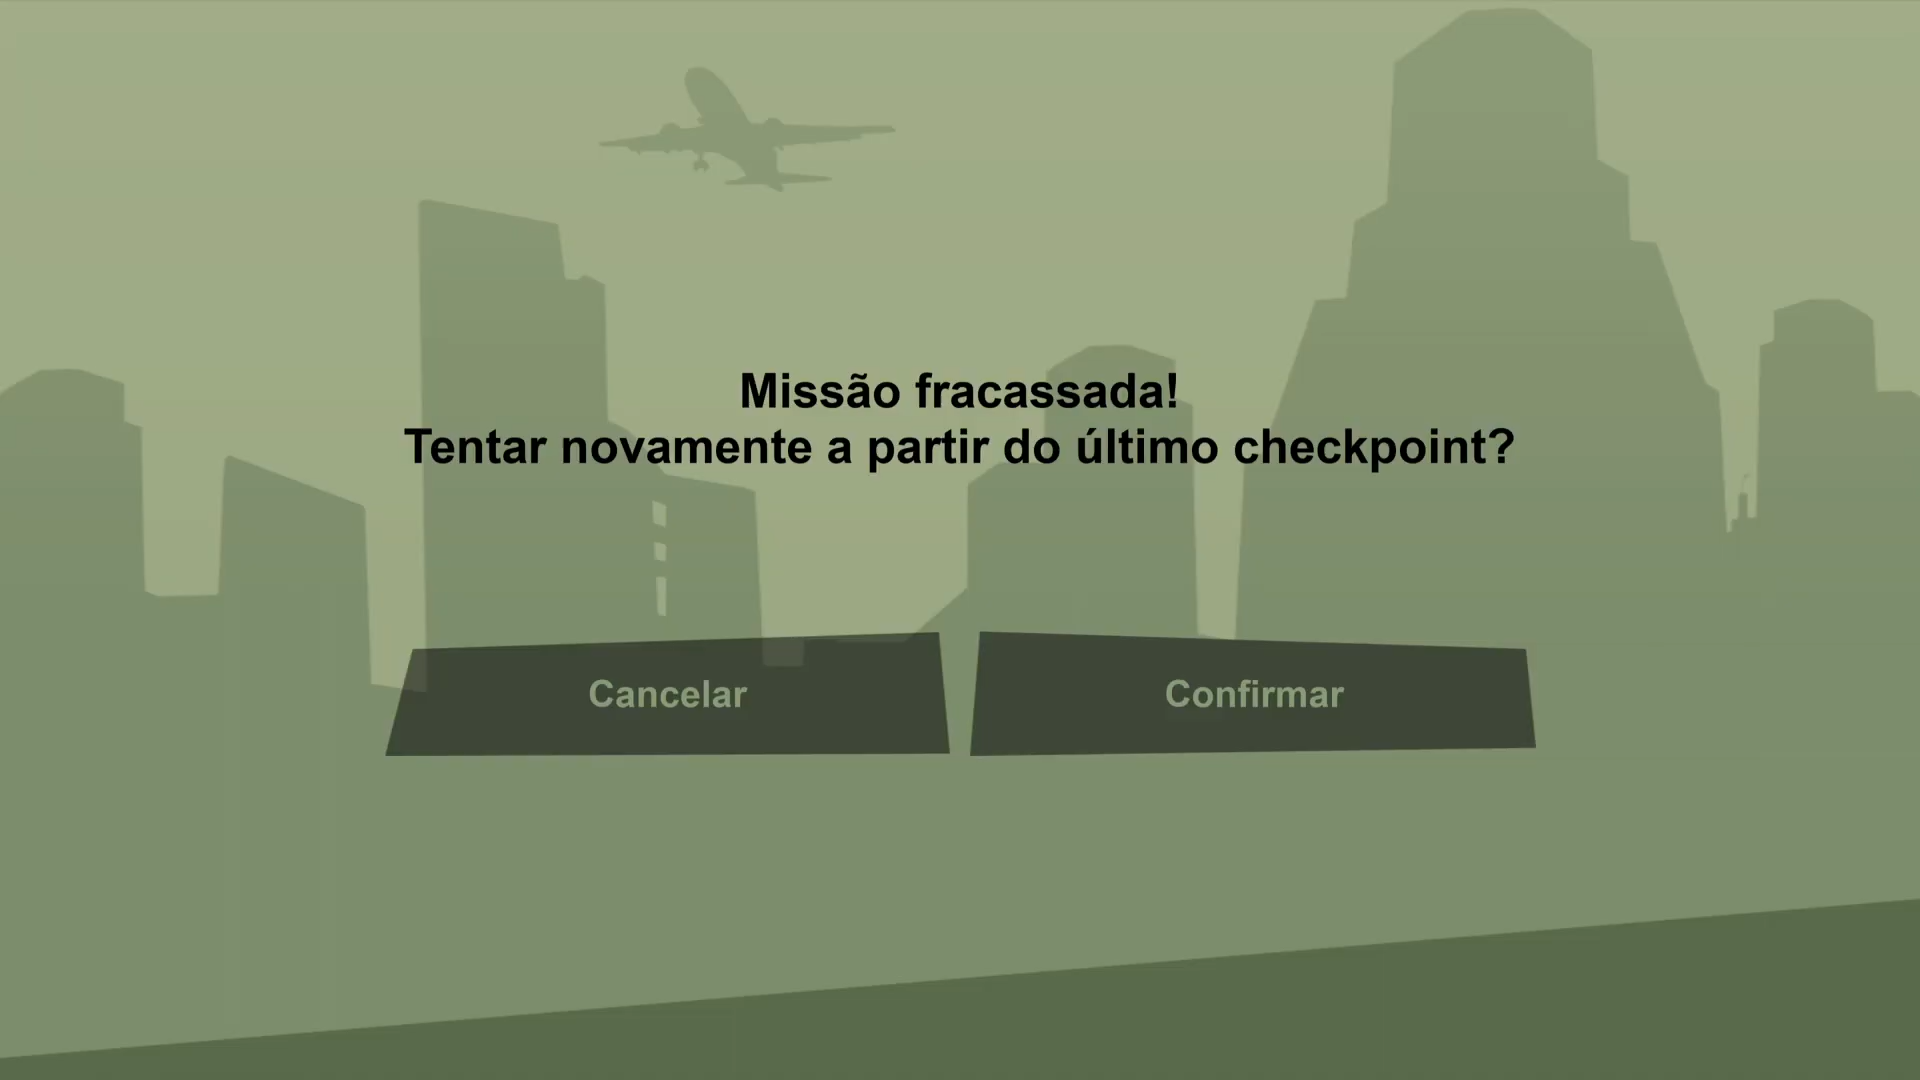 Missão fracassada!
Tentar novamente a partir do último checkpoint?
Cancelar
Confirmar